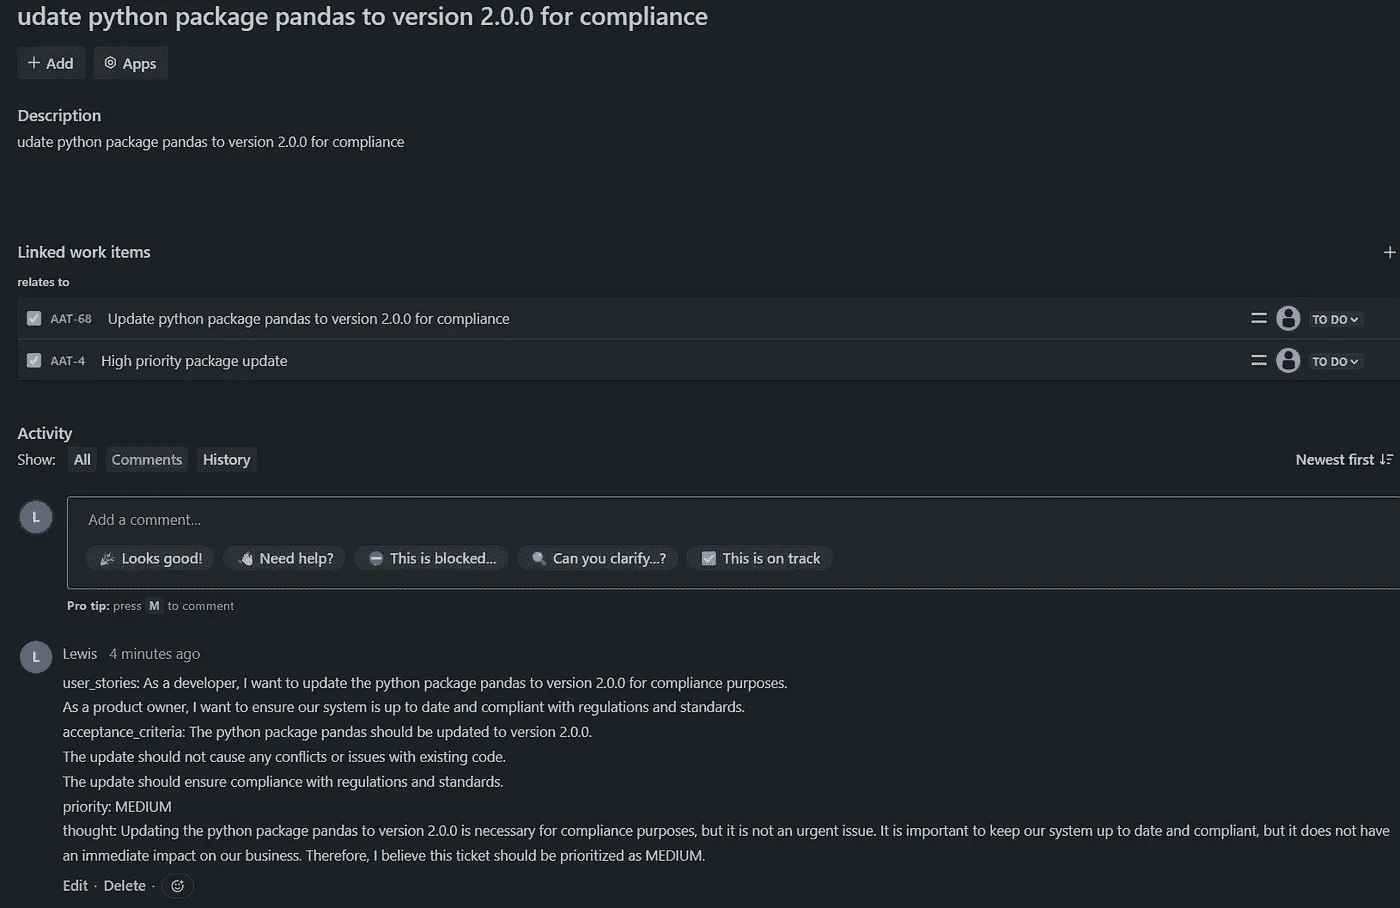 udate python package pandas to version 2.0.0 for compliance
+ Add Apps
Description
udate python package pandas to version 2.0.0 for compliance
Linked work items
relates to
AAT-68 Update python package pandas to version 2.0.0 for compliance TO DO
AAT-4 High priority package update TO DO
Activity
Show: All Comments History Newest first
L Add a comment...
Looks good! Need help? This is blocked... Can you clarify...? This is on track
Pro tip: press M to comment
L Lewis 4 minutes ago
user_stories: As a developer, I want to update the python package pandas to version 2.0.0 for compliance purposes.
As a product owner, I want to ensure our system is up to date and compliant with regulations and standards.
acceptance_criteria: The python package pandas should be updated to version 2.0.0.
The update should not cause any conflicts or issues with existing code.
The update should ensure compliance with regulations and standards.
priority: MEDIUM
thought: Updating the python package pandas to version 2.0.0 is necessary for compliance purposes, but it is not an urgent issue. It is important to keep our system up to date and compliant, but it does not have
an immediate impact on our business. Therefore, I believe this ticket should be prioritized as MEDIUM.
Edit · Delete ·